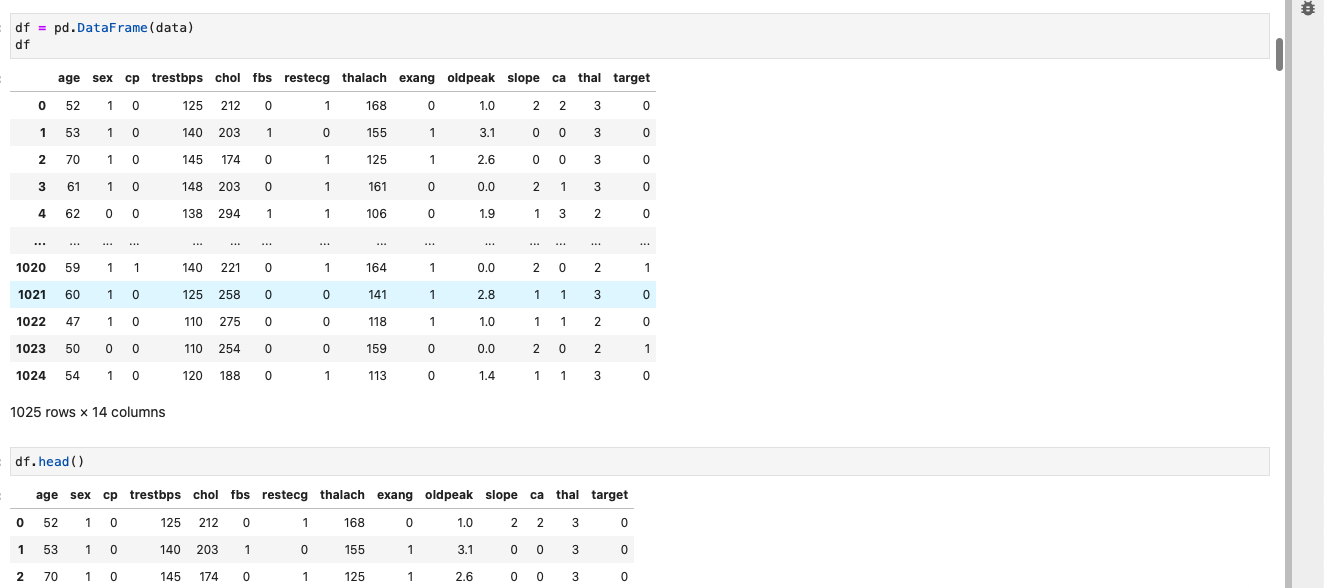 df = pd.DataFrame(data)
df
age sex cp trestbps chol fbs restecg thalach exang oldpeak slope ca thal target
0 52 1 0 125 212 0 1 168 0 1.0 2 2 3 0
1 53 1 0 140 203 1 0 155 1 3.1 0 0 3 0
2 70 1 0 145 174 0 1 125 1 2.6 0 0 3 0
3 61 1 0 148 203 0 1 161 0 0.0 2 1 3 0
4 62 0 0 138 294 1 1 106 0 1.9 1 3 2 0
... ... ... ... ... ... ... ... ... ... ... ... ... ... ...
1020 59 1 1 140 221 0 1 164 1 0.0 2 0 2 1
1021 60 1 0 125 258 0 0 141 1 2.8 1 1 3 0
1022 47 1 0 110 275 0 0 118 1 1.0 1 1 2 0
1023 50 0 0 110 254 0 0 159 0 0.0 2 0 2 1
1024 54 1 0 120 188 0 1 113 0 1.4 1 1 3 0
1025 rows × 14 columns
df.head()
age sex cp trestbps chol fbs restecg thalach exang oldpeak slope ca thal target
0 52 1 0 125 212 0 1 168 0 1.0 2 2 3 0
1 53 1 0 140 203 1 0 155 1 3.1 0 0 3 0
2 70 1 0 145 174 0 1 125 1 2.6 0 0 3 0